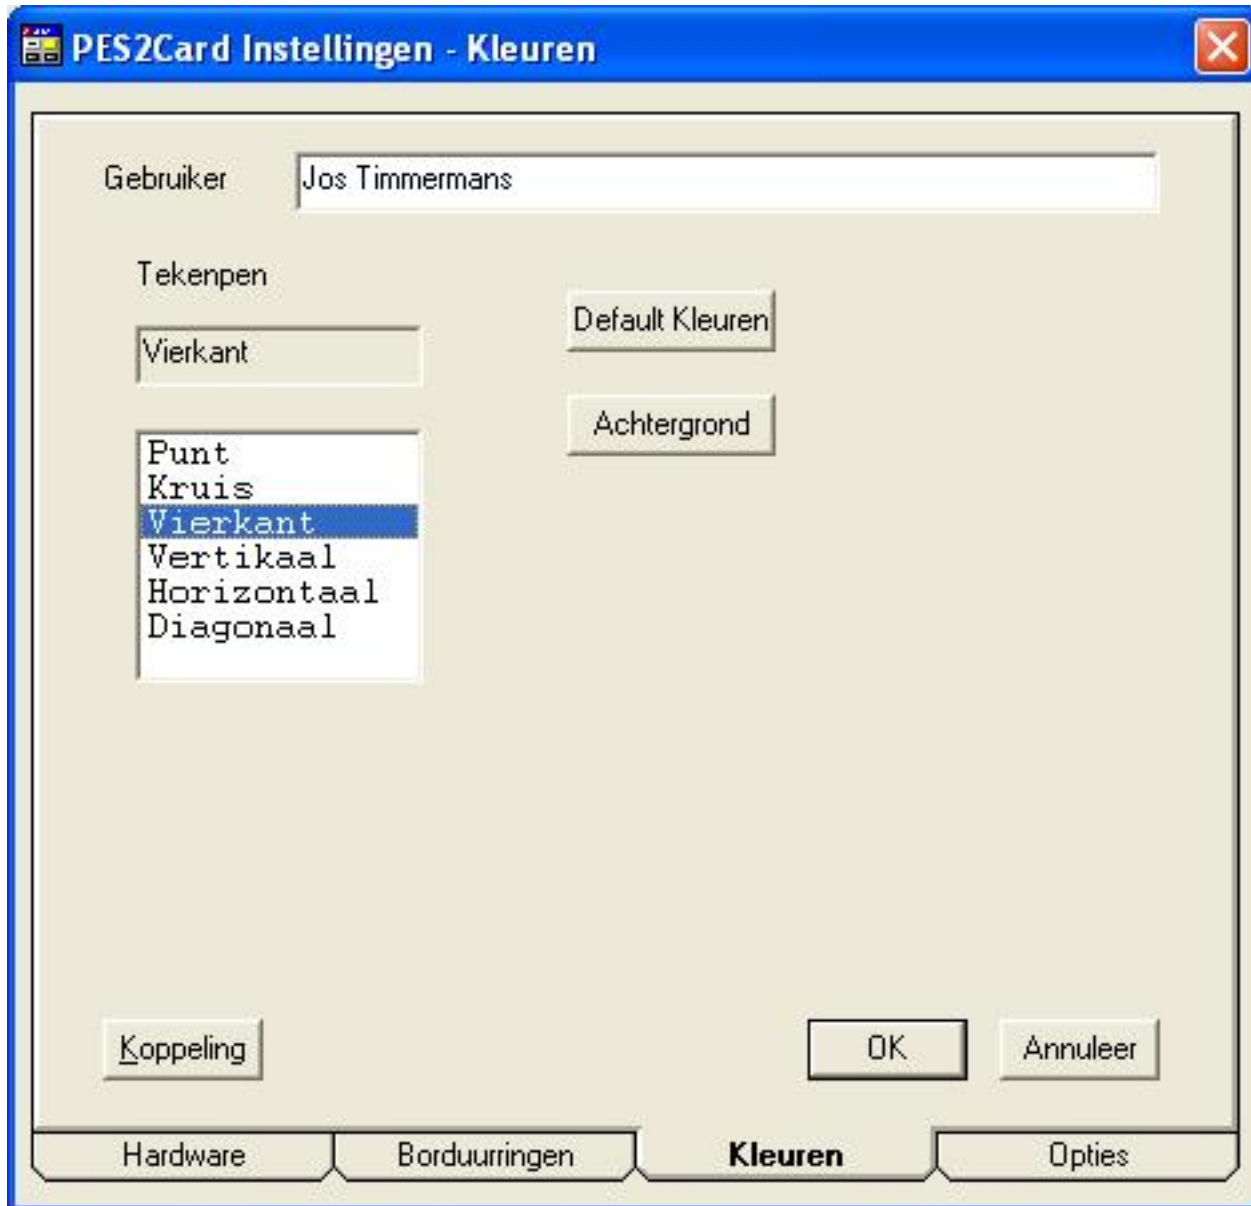 PES2Card Instellingen - Kleuren
Gebruiker Jos Timmermans
Tekenpen
Vierkant
Default Kleuren
Achtergrond
Punt
Kruis
Vierkant
Vertikaal
Horizontaal
Diagonaal
Koppeling OK Annuleer
Hardware Borduurringen Kleuren Opties